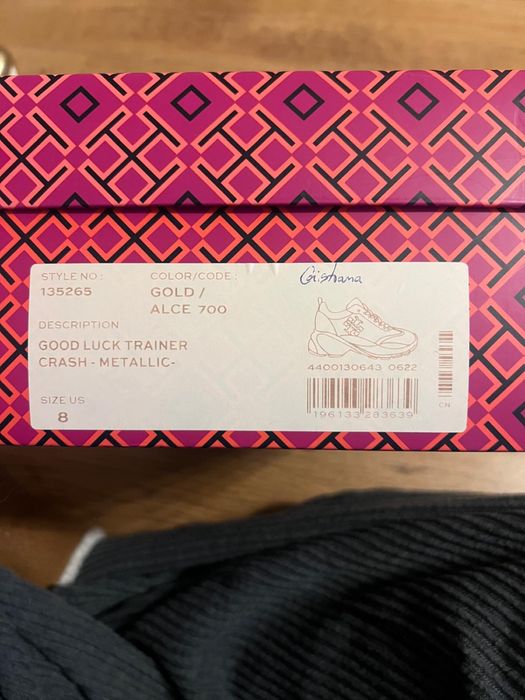 STYLE NO :
135265
COLOR/CODE :
GOLD /
ALCE 700
DESCRIPTION
GOOD LUCK TRAINER
CRASH - METALLIC-
SIZE US
8
4400130643 0622
196133 283639
CN